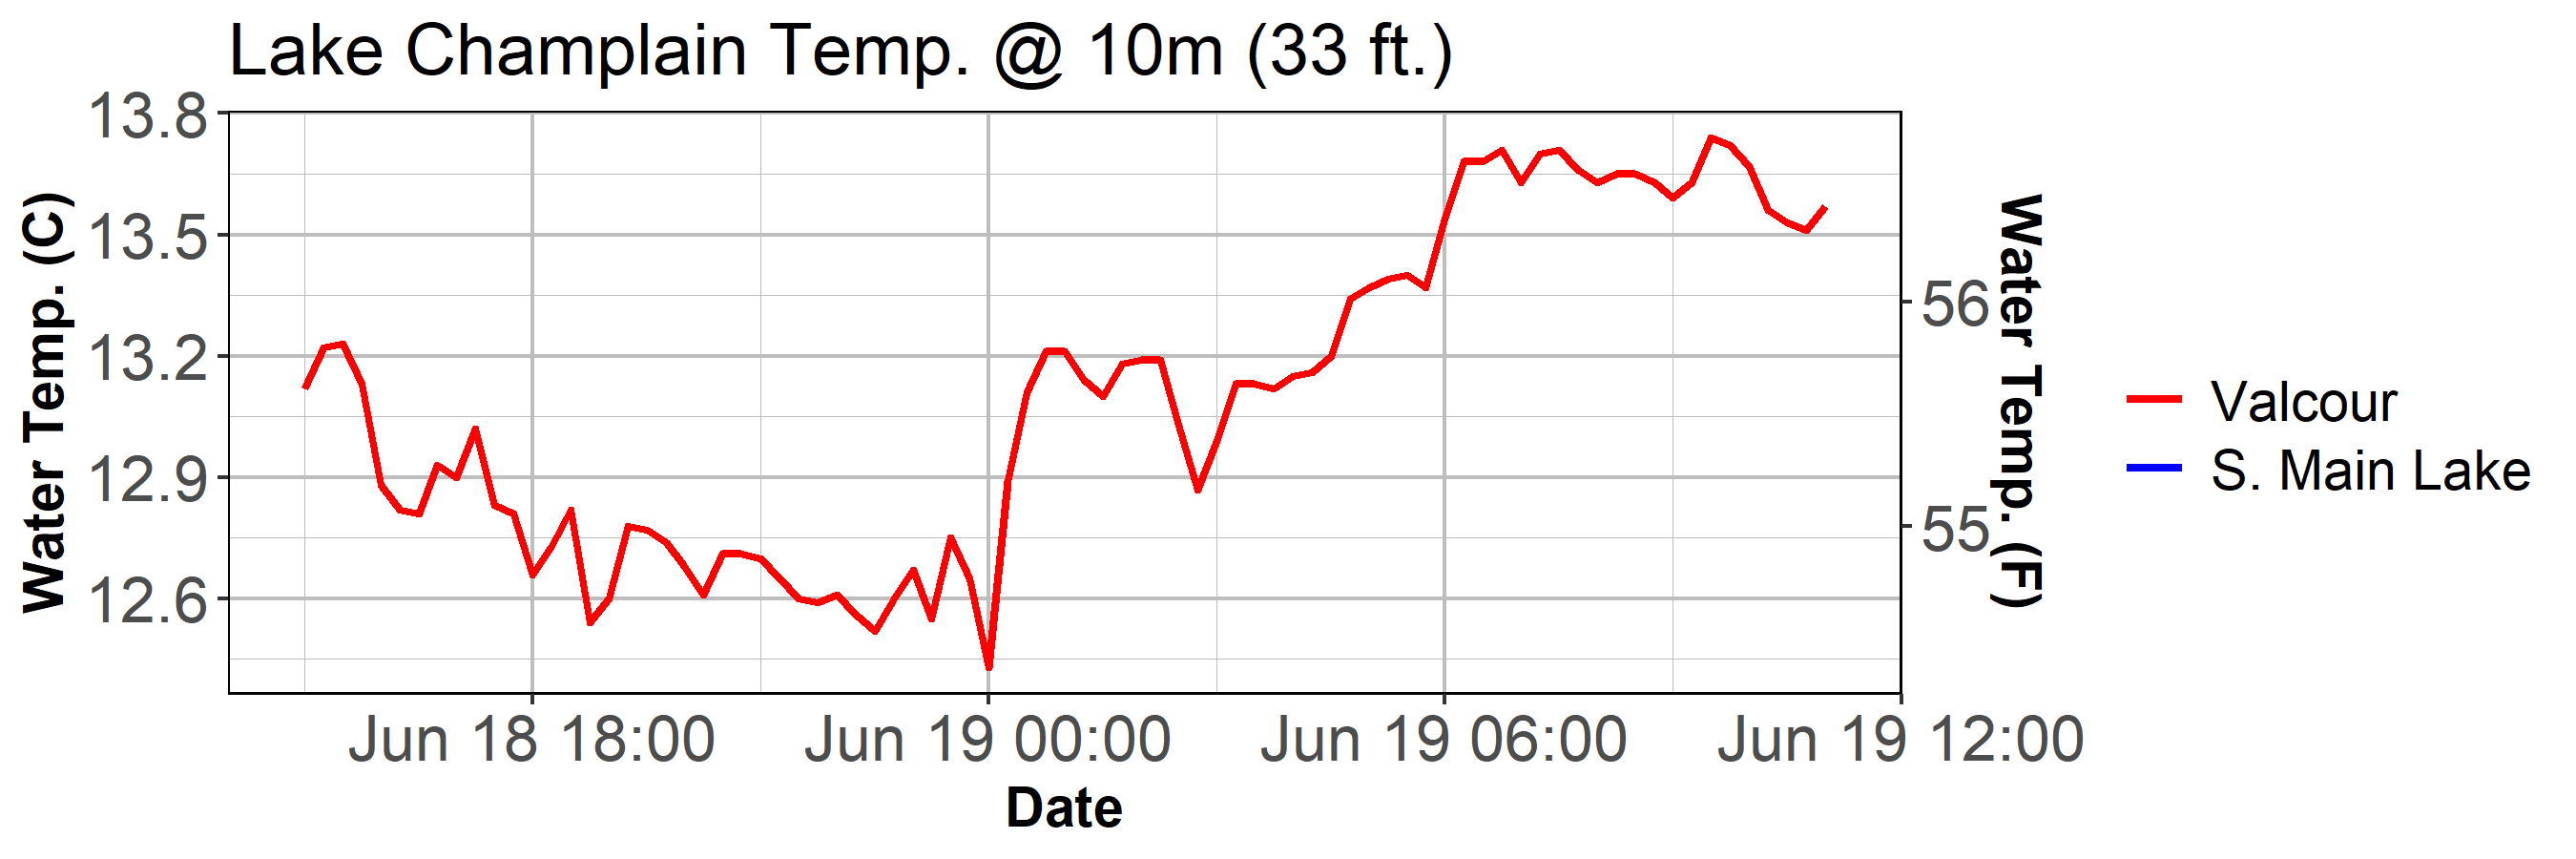 Lake Champlain Temp. @ 10m (33 ft.)
Water Temp. (C)
13.8
13.5
13.2
12.9
12.6
56
55
Water Temp. (F)
Valcour
S. Main Lake
Jun 18 18:00
Jun 19 00:00
Jun 19 06:00
Jun 19 12:00
Date